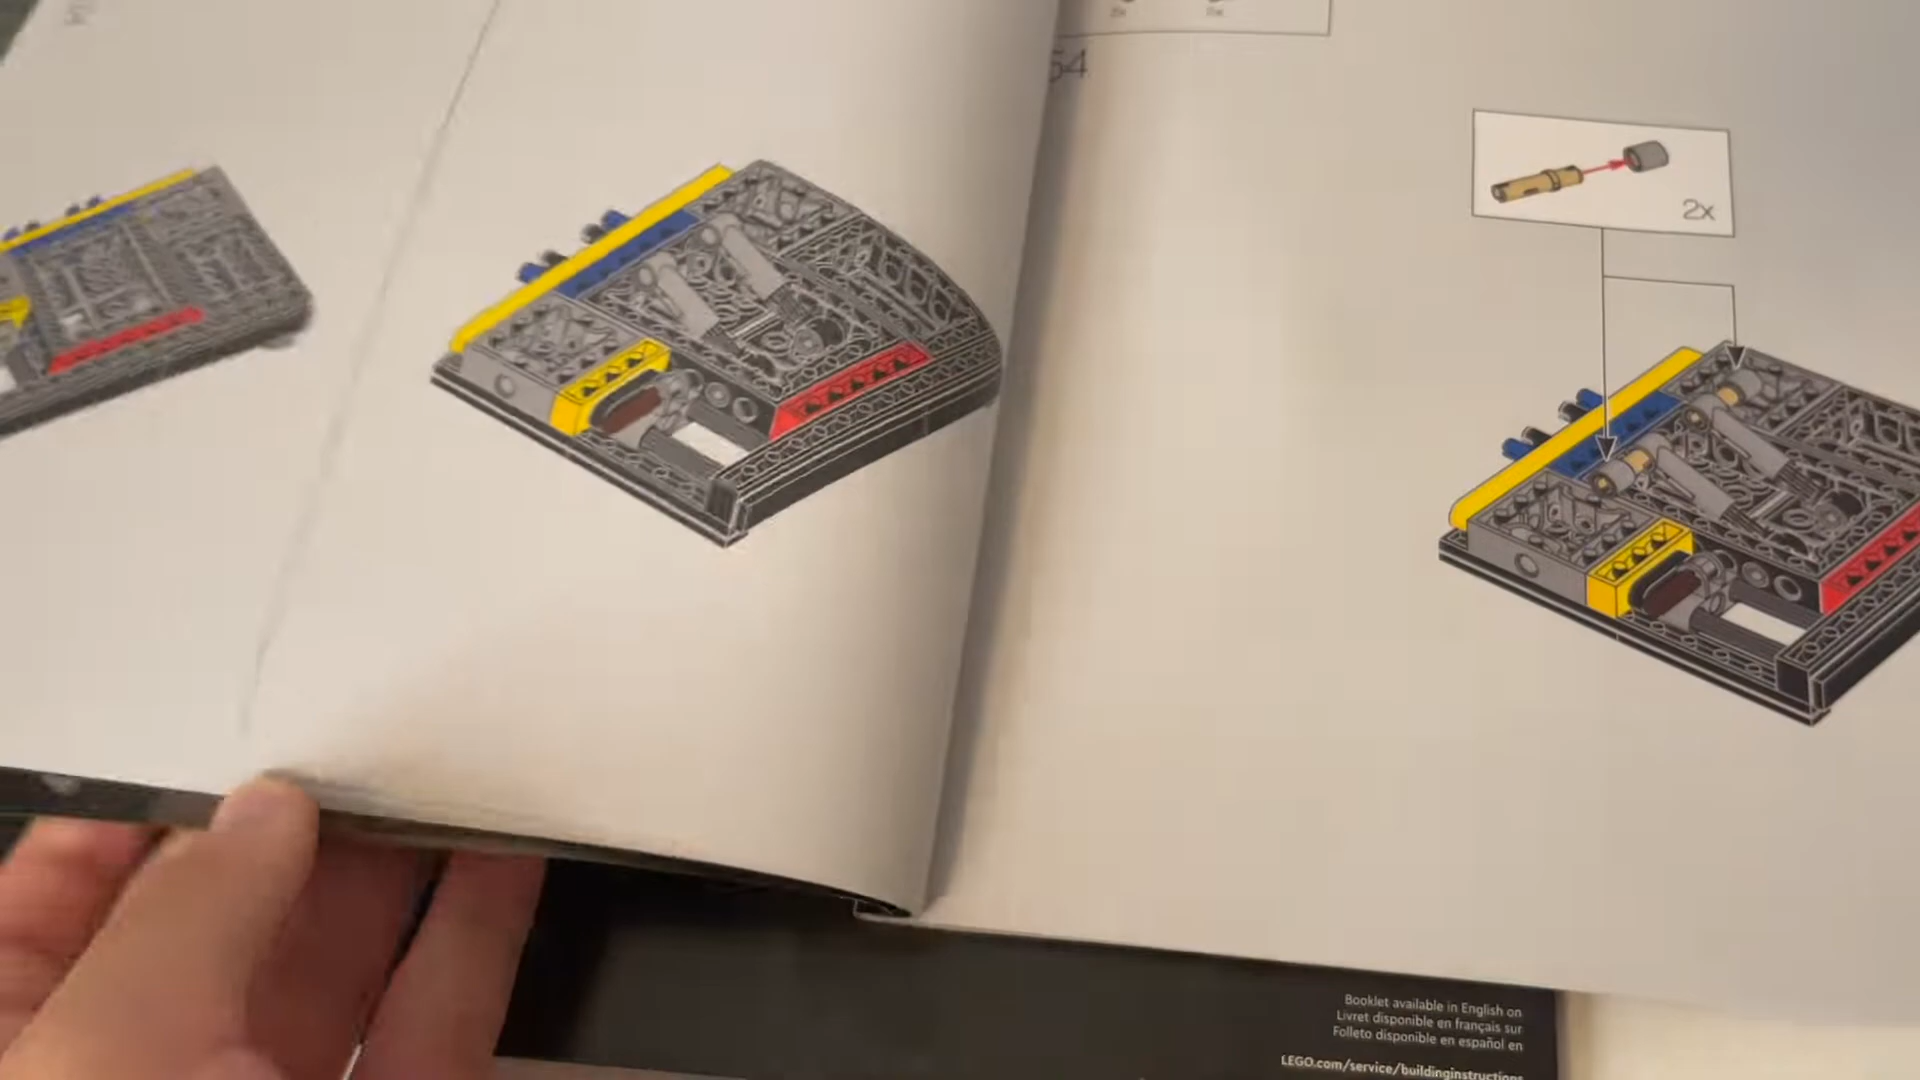 54
2x
Booklet available in English on
Livret disponible en français sur
Folleto disponible en español en
LEGO.com/service/buildinginstructions